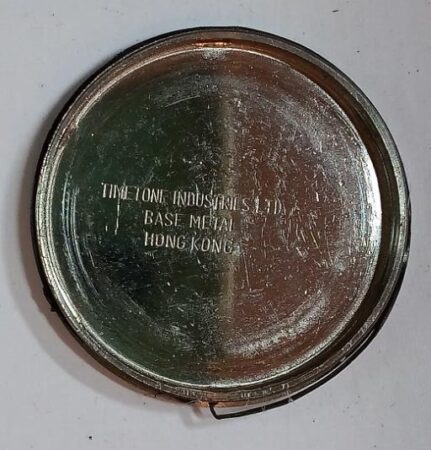 TIMETONE INDUSTRIES LTD
BASE METAL
HONG KONG